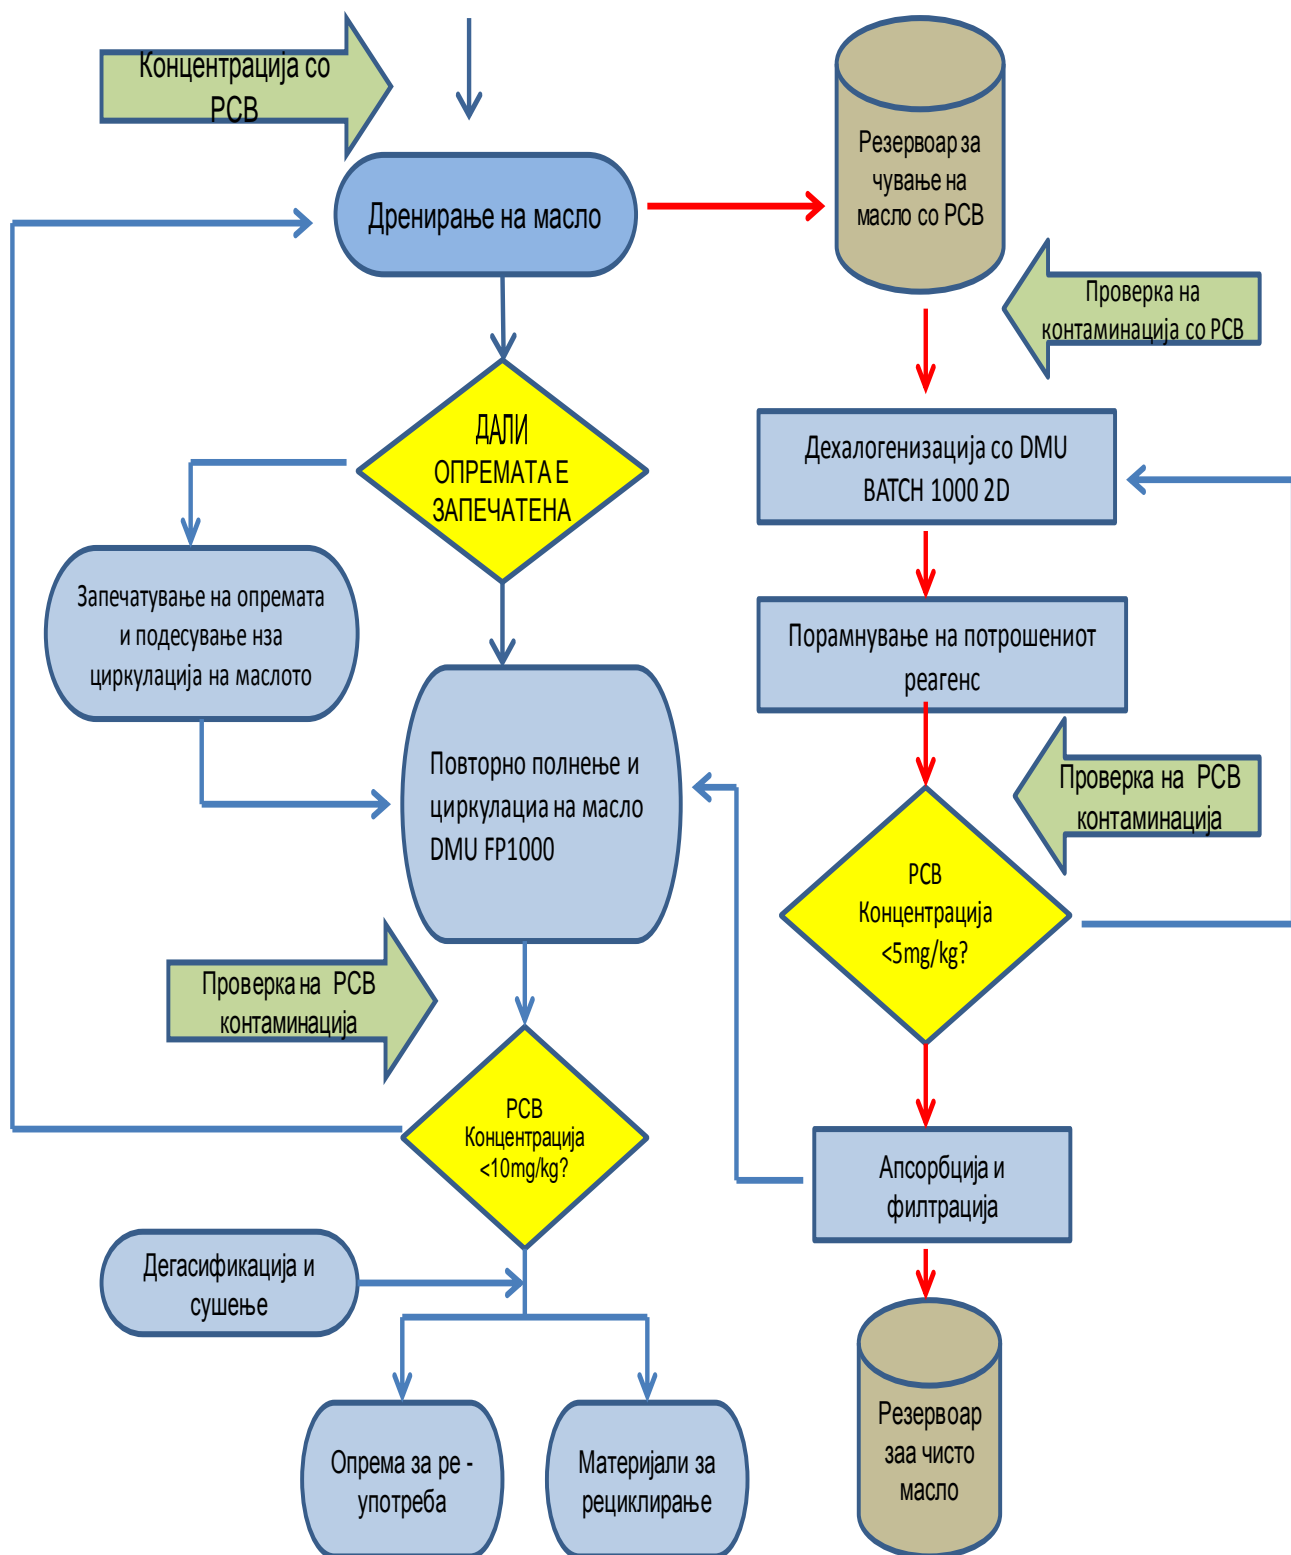 Концентрација со
PCB
Дренирање на масло
Резервоар за
чување на
масло со PCB
Проверка на
контаминација со PCB
ДАЛИ
ОПРЕМАТА Е
ЗАПЕЧАТЕНА
Дехалогенизација со DMU
BATCH 1000 2D
Запечатување на опремата
и подесување нза
циркулација на маслото
Порамнување на потрошениот
реагенс
Повторно полнење и
циркулациа на масло
DMU FP1000
Проверка на PCB
контаминација
PCB
Концентрација
<5mg/kg?
Проверка на PCB
контаминација
PCB
Концентрација
<10mg/kg?
Апсорбција и
филтрација
Дегасификација и
сушење
Опрема за ре -
употреба
Материјали за
рециклирање
Резервоар
заа чисто
масло